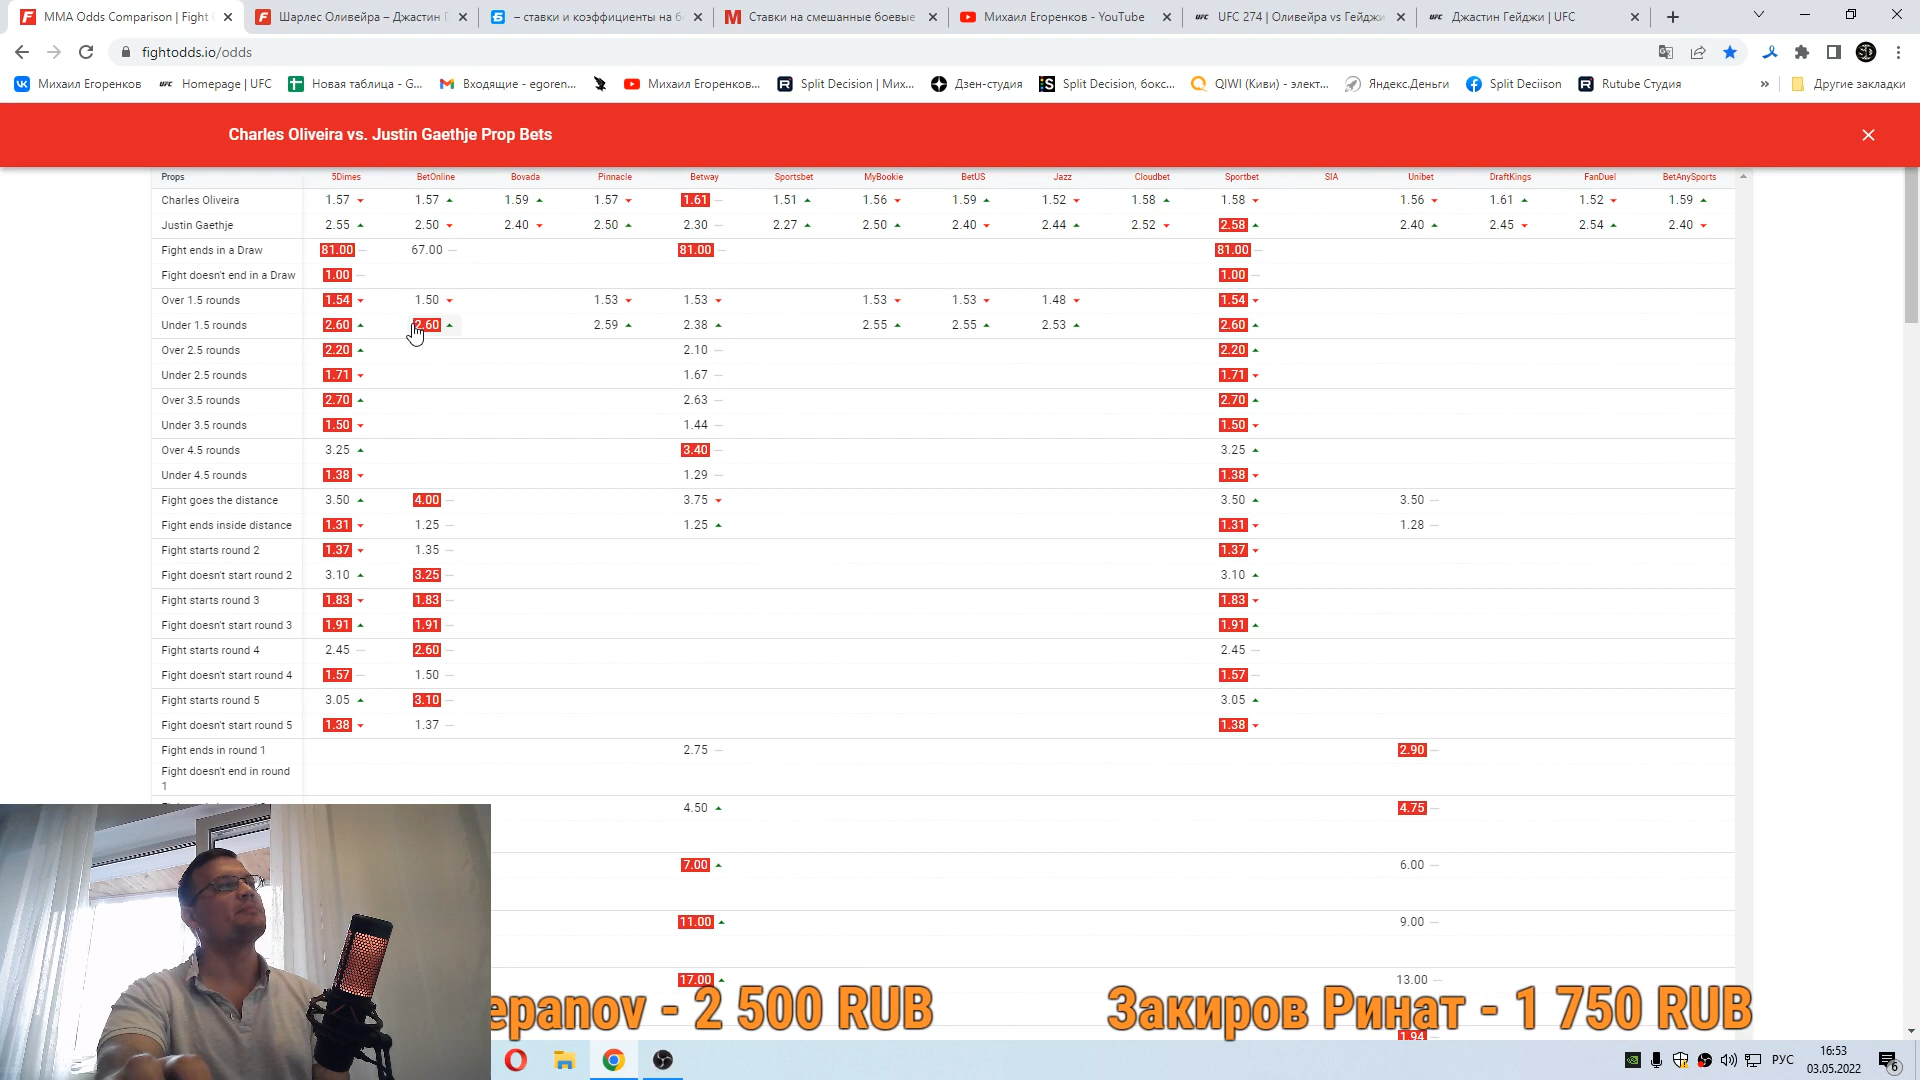 MMA Odds Comparison | Fight
Шарлес Оливейра – Джастин Г
– ставки и коэффициенты на б
Ставки на смешанные боевые
Михаил Егоренков - YouTube
UFC 274 | Оливейра vs Гейджи
Джастин Гейджи | UFC
fightodds.io/odds
Михаил Егоренков
Homepage | UFC
Новая таблица - G...
Входящие - egoren...
Михаил Егоренков...
Split Decision | Мих...
Дзен-студия
Split Decision, бокс...
QIWI (Киви) - элект...
Яндекс.Деньги
Split Deciison
Rutube Студия
» Другие закладки
Charles Oliveira vs. Justin Gaethje Prop Bets
Props 5Dimes BetOnline Bovada Pinnacle Betway Sportsbet MyBookie BetUS Jazz Cloudbet Sportbet SIA Unibet DraftKings FanDuel BetAnySports
Charles Oliveira 1.57 1.57 1.59 1.57 1.61 1.51 1.56 1.59 1.52 1.58 1.58 1.56 1.61 1.52 1.59
Justin Gaethje 2.55 2.50 2.40 2.50 2.30 2.27 2.50 2.40 2.44 2.52 2.58 2.40 2.45 2.54 2.40
Fight ends in a Draw 81.00 67.00 81.00 81.00
Fight doesn't end in a Draw 1.00 1.00
Over 1.5 rounds 1.54 1.50 1.53 1.53 1.53 1.53 1.48 1.54
Under 1.5 rounds 2.60 2.60 2.59 2.38 2.55 2.55 2.53 2.60
Over 2.5 rounds 2.20 2.10 2.20
Under 2.5 rounds 1.71 1.67 1.71
Over 3.5 rounds 2.70 2.63 2.70
Under 3.5 rounds 1.50 1.44 1.50
Over 4.5 rounds 3.25 3.40 3.25
Under 4.5 rounds 1.38 1.29 1.38
Fight goes the distance 3.50 4.00 3.75 3.50 3.50
Fight ends inside distance 1.31 1.25 1.25 1.31 1.28
Fight starts round 2 1.37 1.35 1.37
Fight doesn't start round 2 3.10 3.25 3.10
Fight starts round 3 1.83 1.83 1.83
Fight doesn't start round 3 1.91 1.91 1.91
Fight starts round 4 2.45 2.60 2.45
Fight doesn't start round 4 1.57 1.50 1.57
Fight starts round 5 3.05 3.10 3.05
Fight doesn't start round 5 1.38 1.37 1.38
Fight ends in round 1 2.75 2.90
Fight doesn't end in round
1
4.50 4.75
7.00 6.00
11.00 9.00
17.00 13.00
epanov - 2 500 RUB
Закиров Ринат - 1 750 RUB
1.94
РУС
16:53
03.05.2022
6